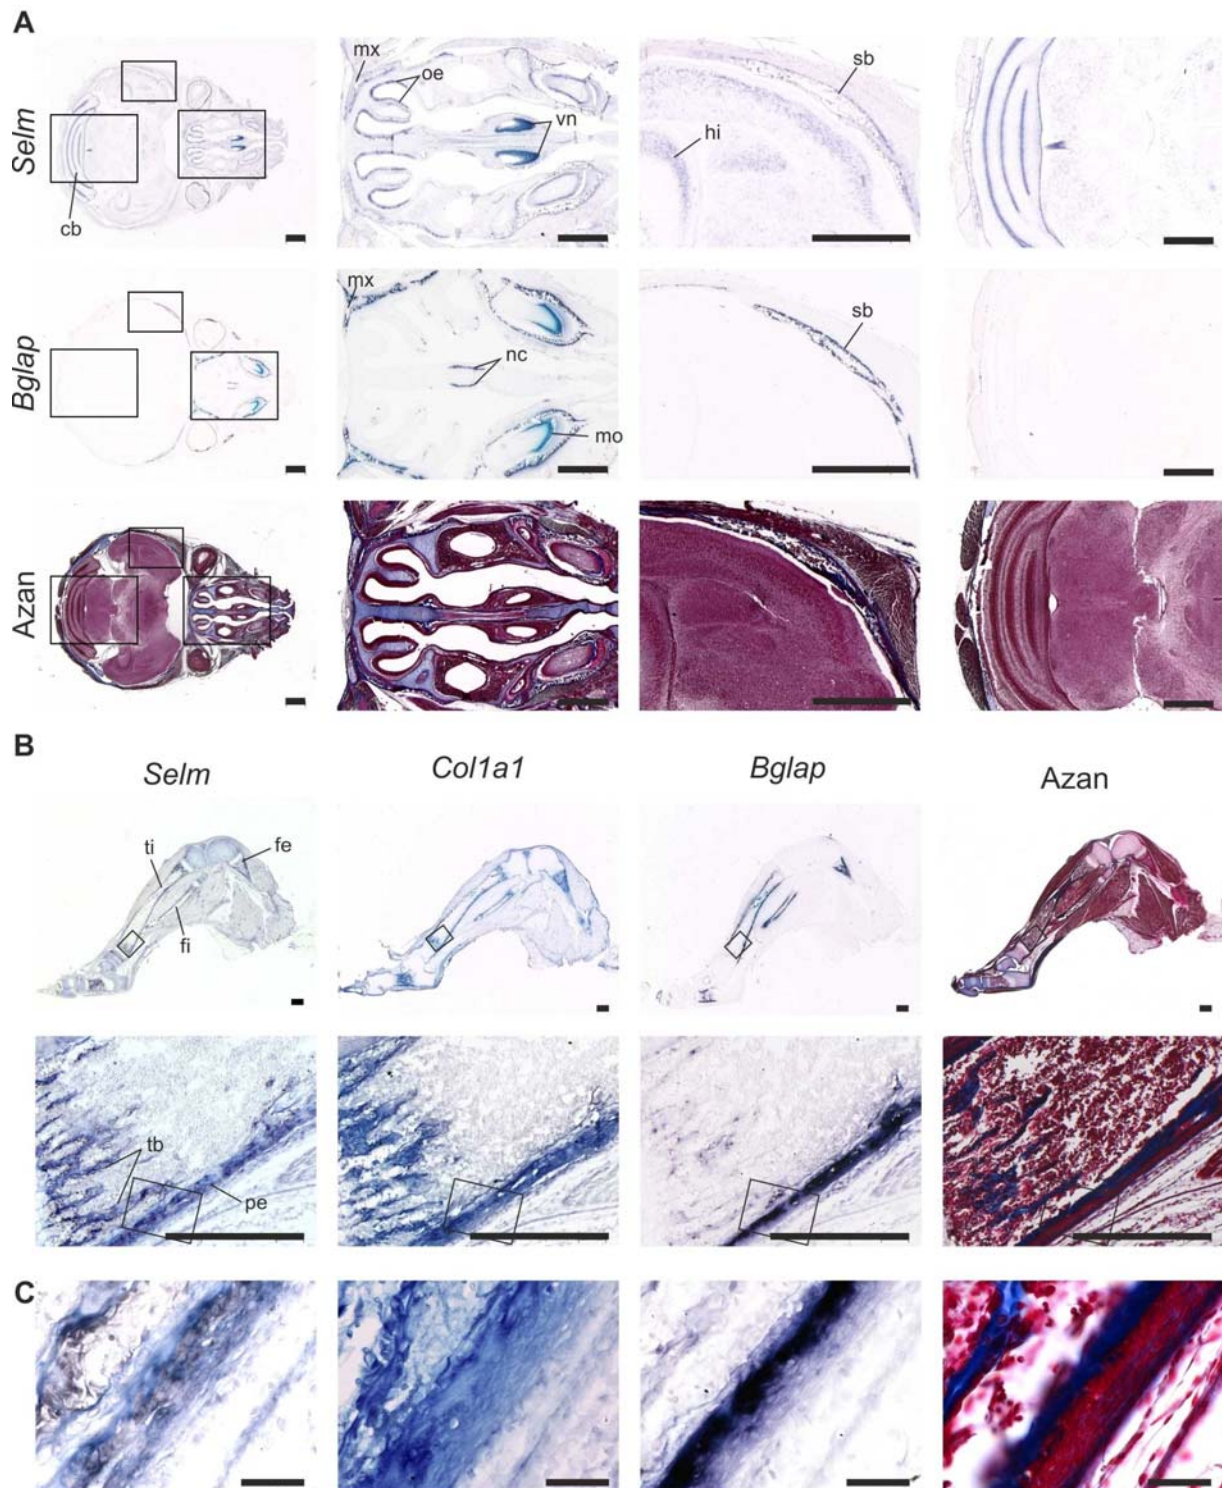 A
Selm
cb
mx
oe
vn
hi
sb
Bglap
mx
nc
mo
sb
Azan
B
Selm Col1a1 Bglap Azan
ti
fe
fi
tb
pe
C